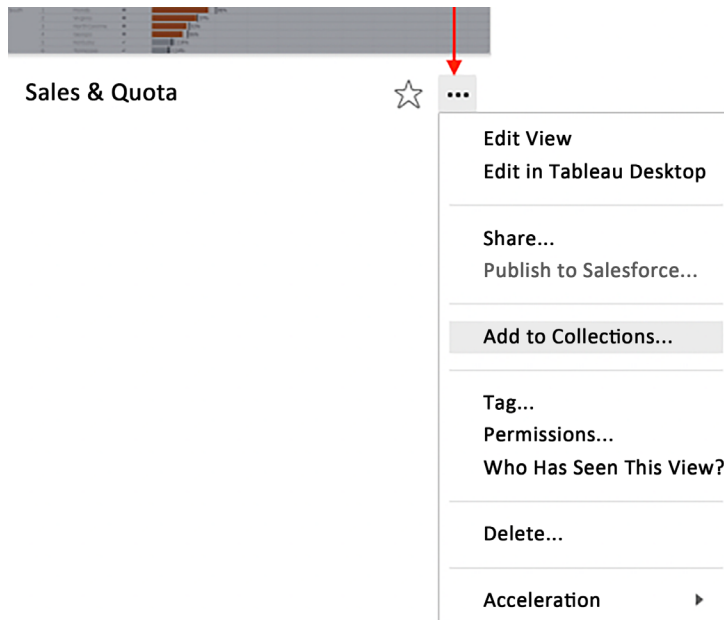 Sales & Quota
•••
Edit View
Edit in Tableau Desktop
Share...
Publish to Salesforce...
Add to Collections...
Tag...
Permissions...
Who Has Seen This View?
Delete...
Acceleration